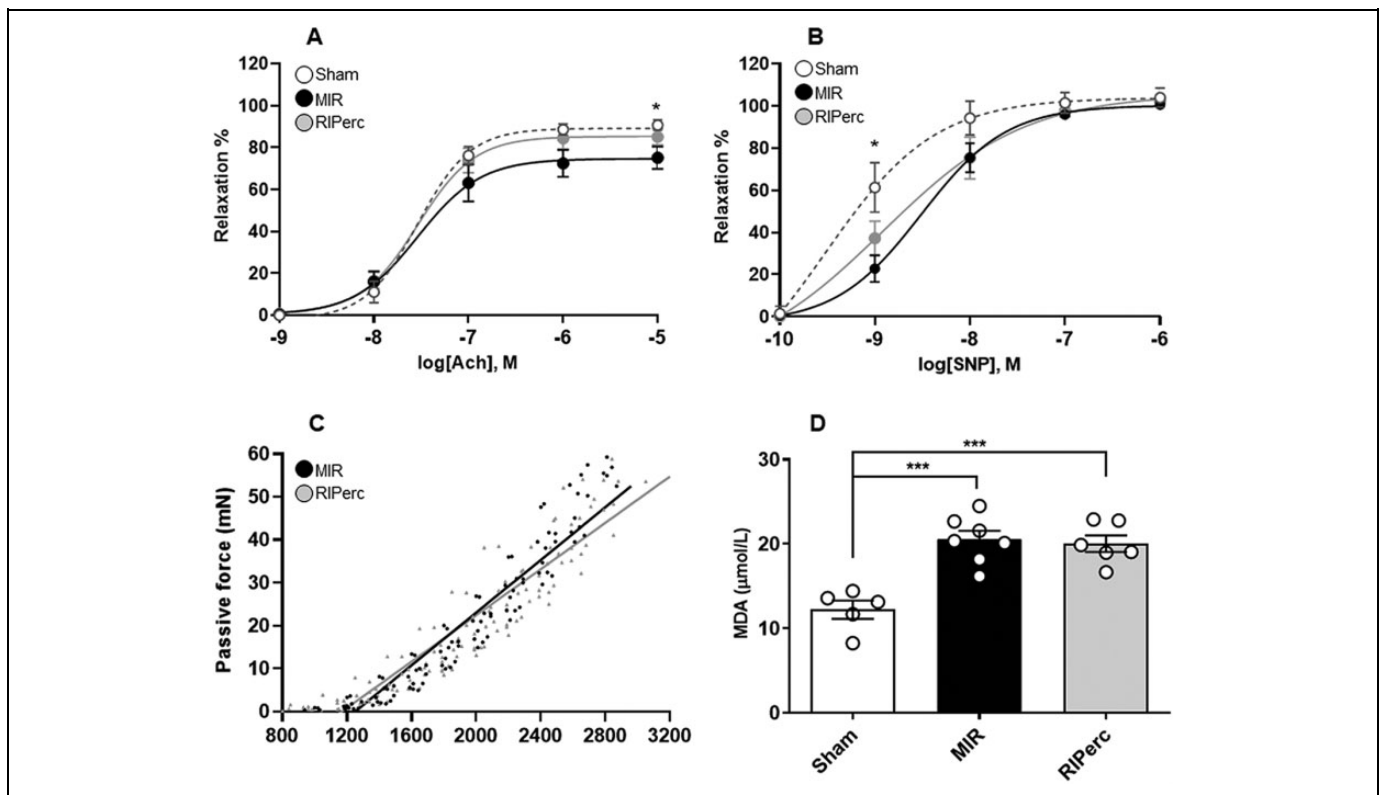 A
120
100
80
60
40
20
0
Relaxation %
Sham
MIR
RIPerc
*
-9 -8 -7 -6 -5
log[Ach], M
B
120
100
80
60
40
20
0
Relaxation %
Sham
MIR
RIPerc
*
-10 -9 -8 -7 -6
log[SNP], M
C
60
50
40
30
20
10
0
Passive force (mN)
MIR
RIPerc
800 1200 1600 2000 2400 2800 3200
D
30
20
10
0
MDA (µmol/L)
***
***
Sham MIR RIPerc